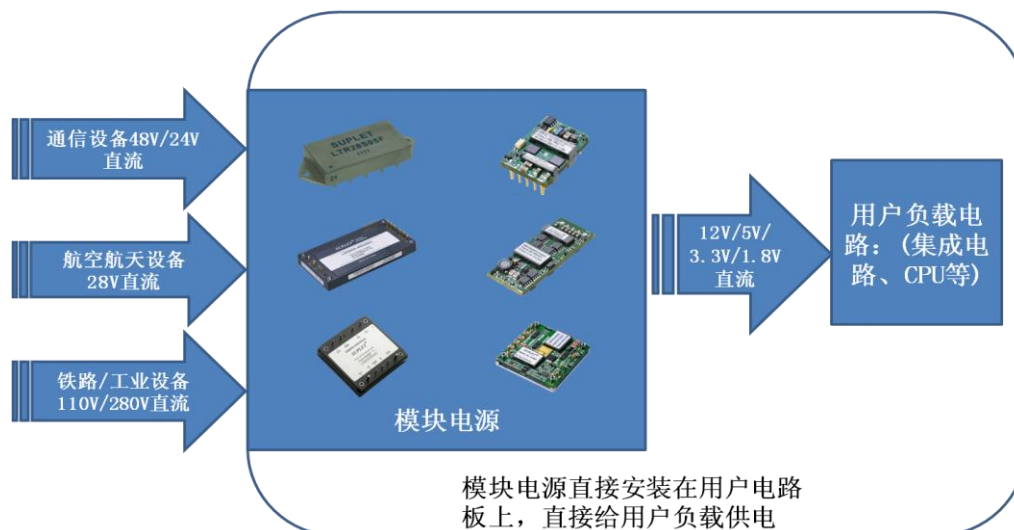 通信设备48V/24V
直流
航空航天设备
28V直流
铁路/工业设备
110V/280V直流
SUPLET
LTR28S05F
模块电源
12V/5V/
3.3V/1.8V
直流
用户负载电
路：(集成电
路、CPU等)
模块电源直接安装在用户电路
板上，直接给用户负载供电